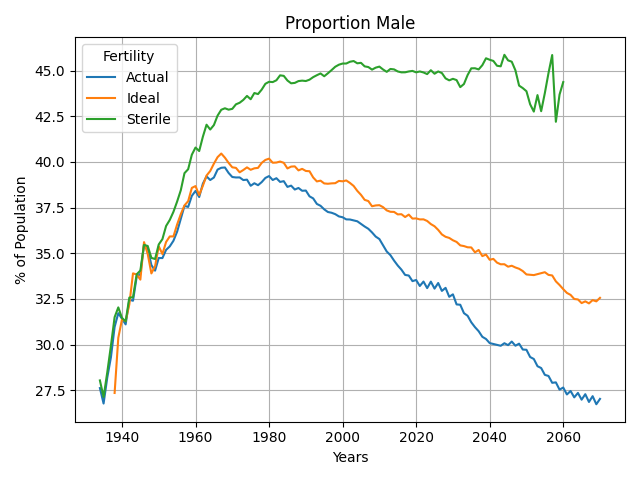 Proportion Male
Fertility
Actual
Ideal
Sterile
% of Population
45.0
42.5
40.0
37.5
35.0
32.5
30.0
27.5
1940 1960 1980 2000 2020 2040 2060
Years